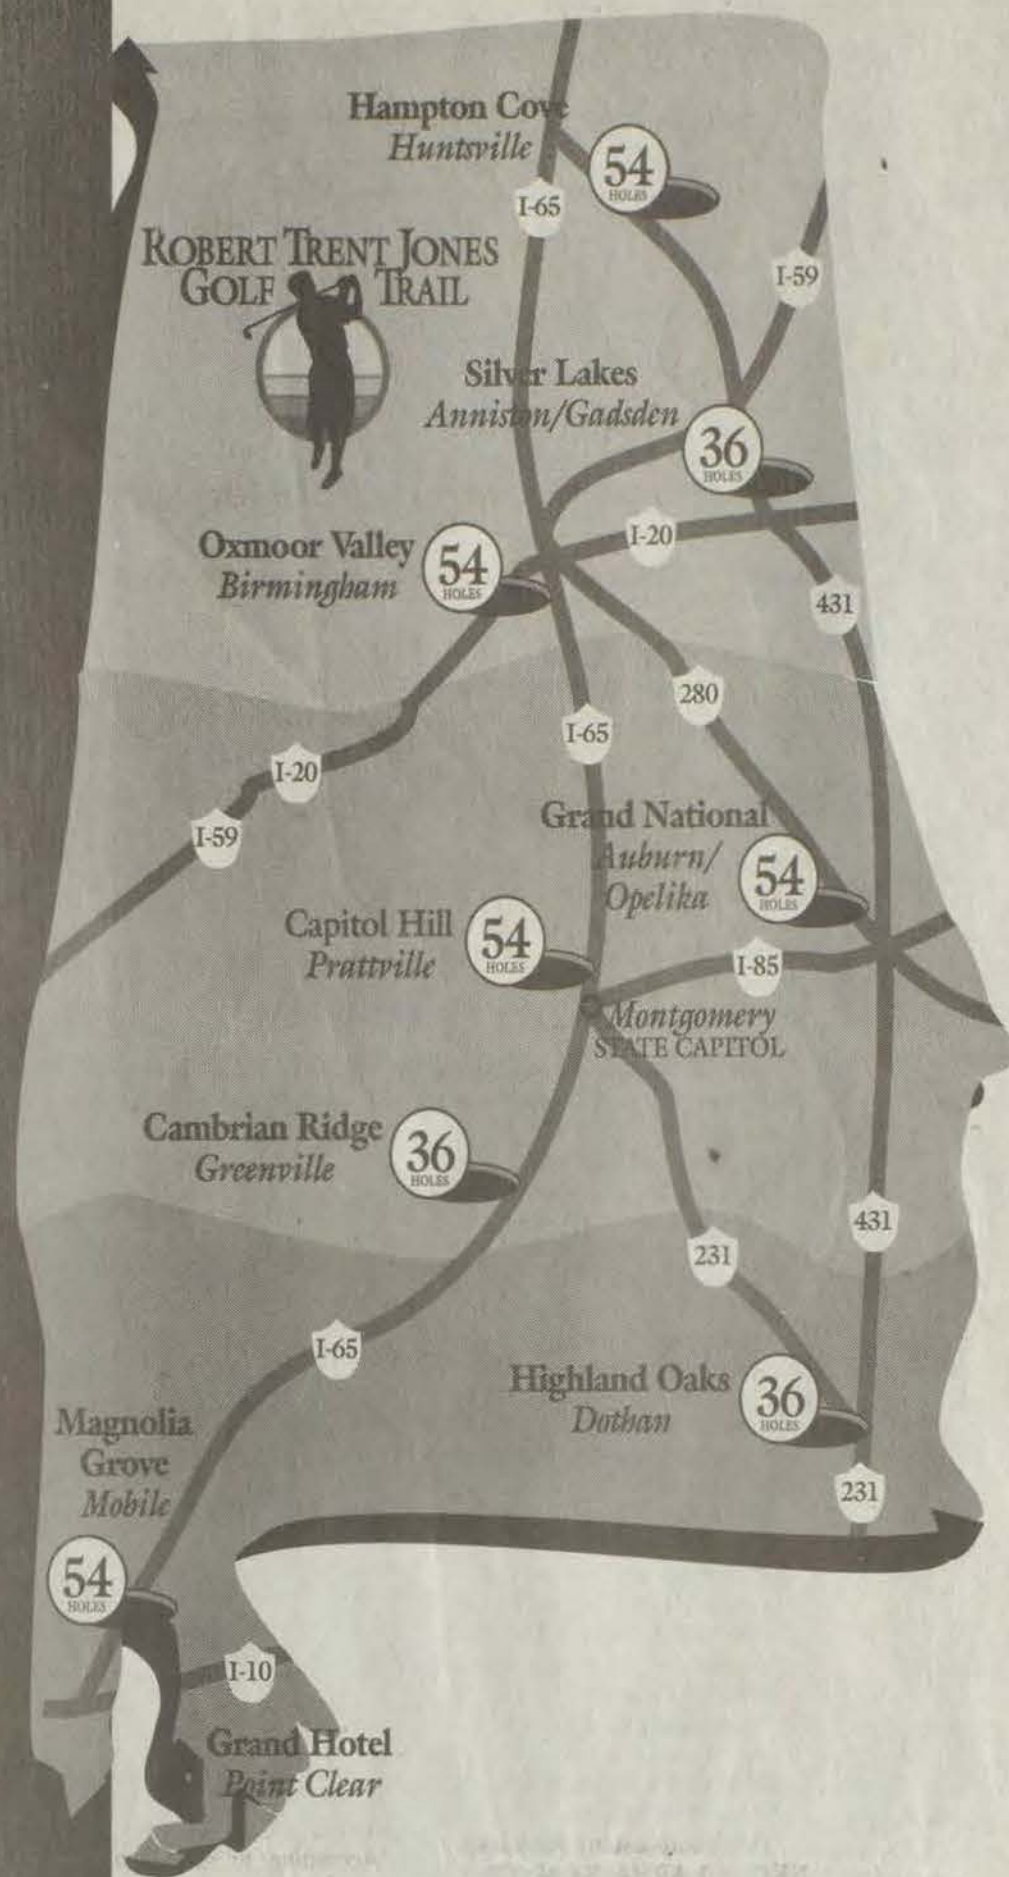 Hampton Cove
Huntsville
54
HOLES
I-65
ROBERT TRENT JONES
GOLF TRAIL
I-59
Silver Lakes
Anniston/Gadsden
36
HOLES
Oxmoor Valley
Birmingham
54
HOLES
I-20
431
280
I-65
I-20
I-59
Grand National
Auburn/
Opelika
54
HOLES
Capitol Hill
Prattville
54
HOLES
I-85
Montgomery
STATE CAPITOL
Cambrian Ridge
Greenville
36
HOLES
231
431
I-65
Highland Oaks
Dothan
36
HOLES
Magnolia
Grove
Mobile
231
54
HOLES
I-10
Grand Hotel
Point Clear